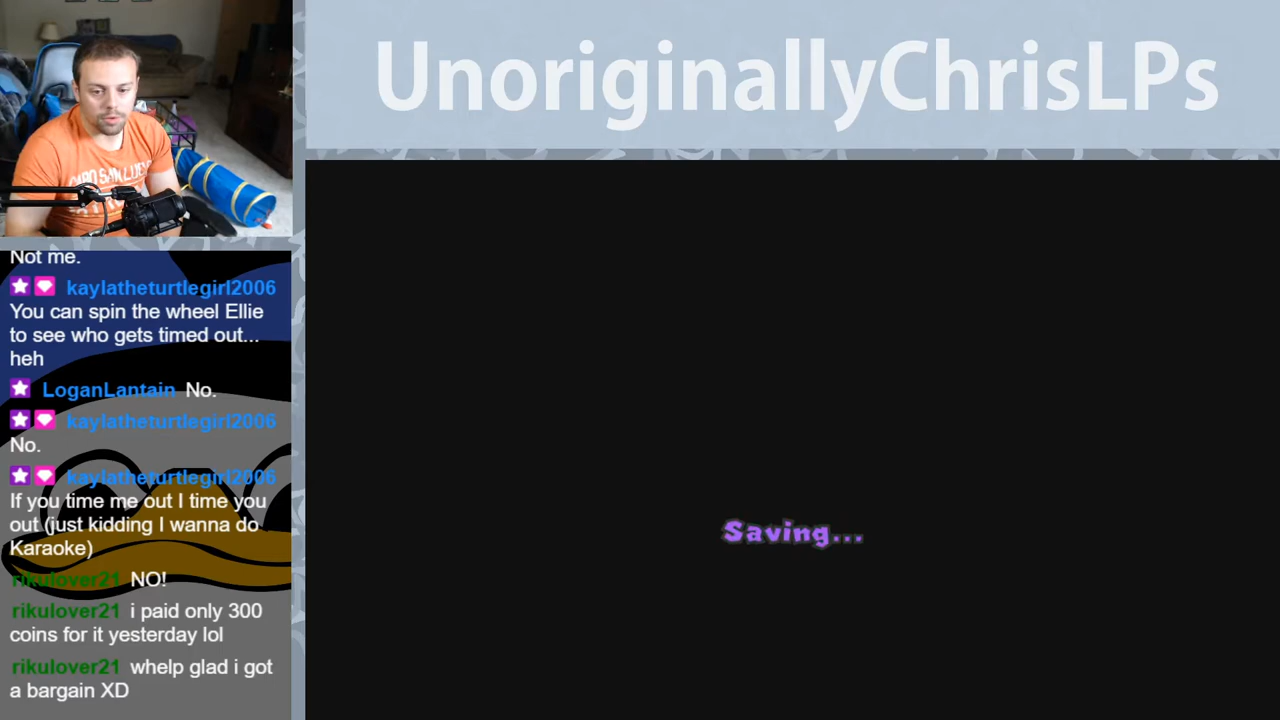 UnoriginallyChrisLPs
Not me.
kaylatheturtlegirl2006
You can spin the wheel Ellie
to see who gets timed out...
heh
LoganLantain No.
kaylatheturtlegirl2006
No.
kaylatheturtlegirl2006
If you time me out I time you
out (just kidding I wanna do
Karaoke)
rikulover21 NO!
rikulover21 i paid only 300
coins for it yesterday lol
rikulover21 whelp glad i got
a bargain XD
Saving...